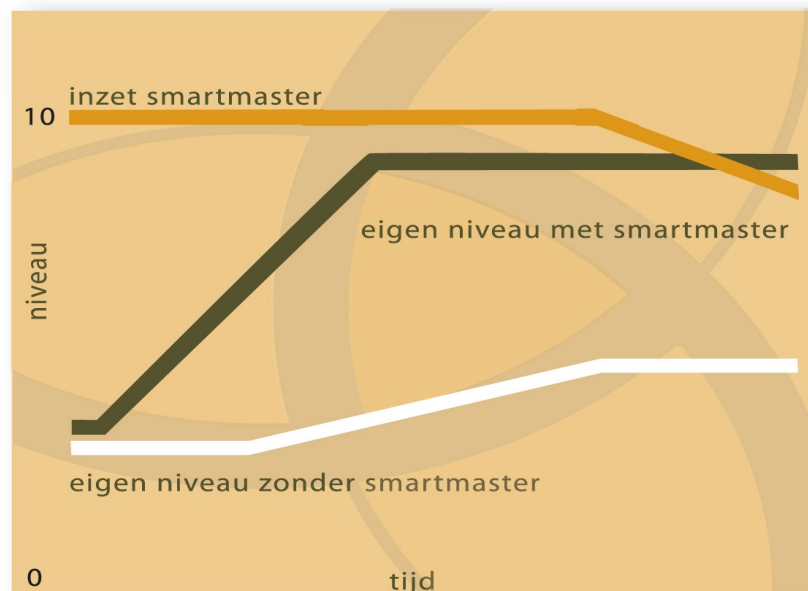 inzet smartmaster
10
eigen niveau met smartmaster
niveau
eigen niveau zonder smartmaster
0
tijd